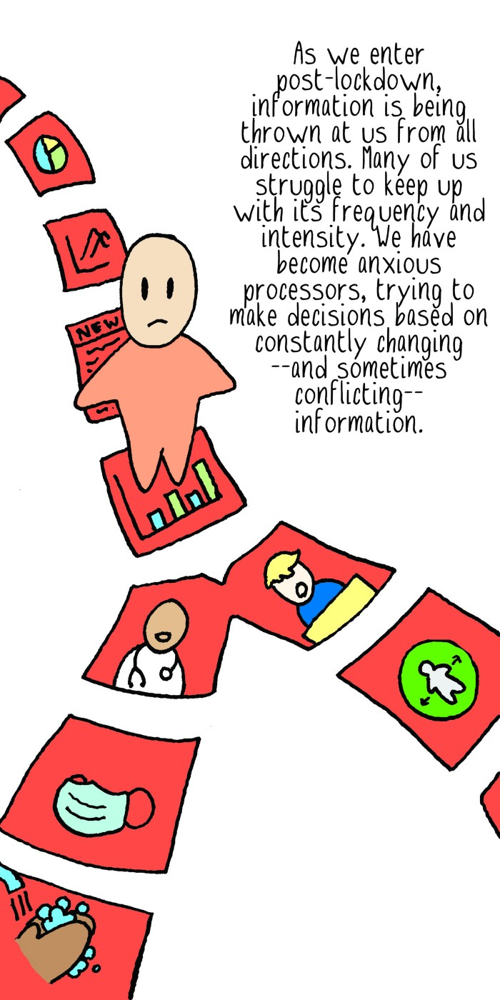 As we enter
post-lockdown,
information is being
thrown at us from all
directions. Many of us
struggle to keep up
with its frequency and
intensity. We have
become anxious
processors, trying to
make decisions based on
constantly changing
--and sometimes
conflicting--
information.
NEW